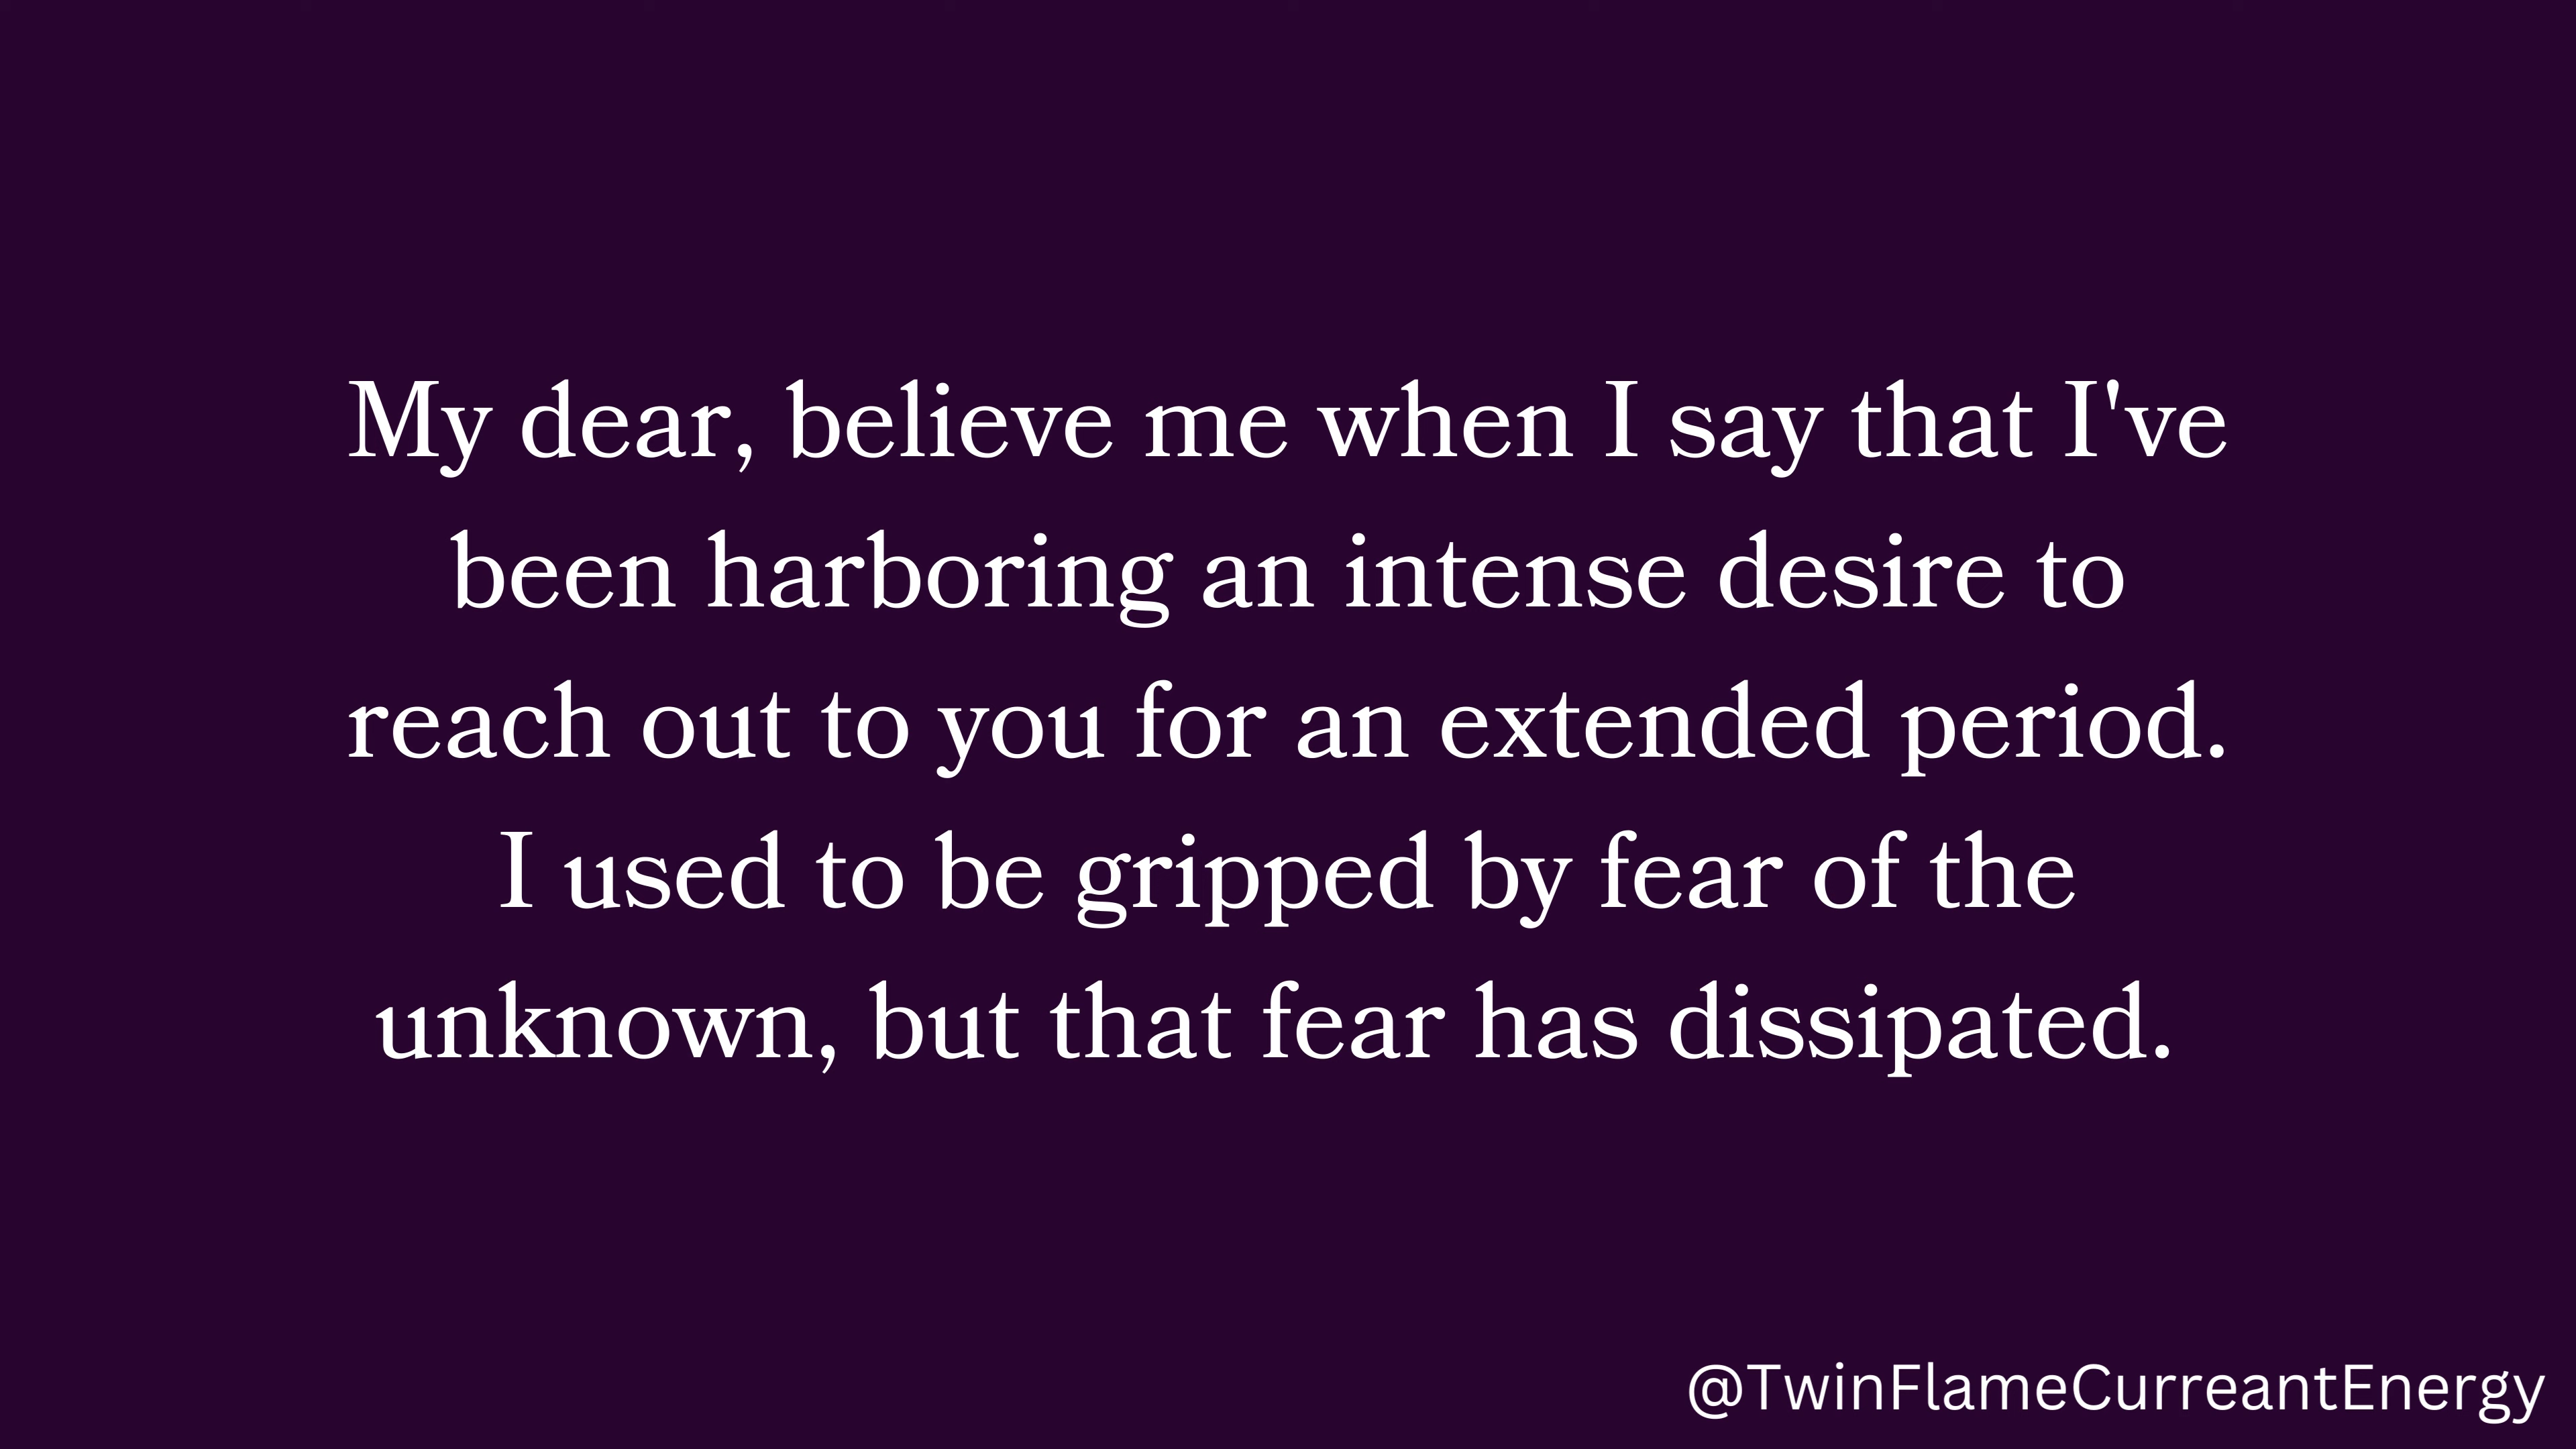 My dear, believe me when I say that I've
been harboring an intense desire to
reach out to you for an extended period.
I used to be gripped by fear of the
unknown, but that fear has dissipated.
@TwinFlameCurreantEnergy